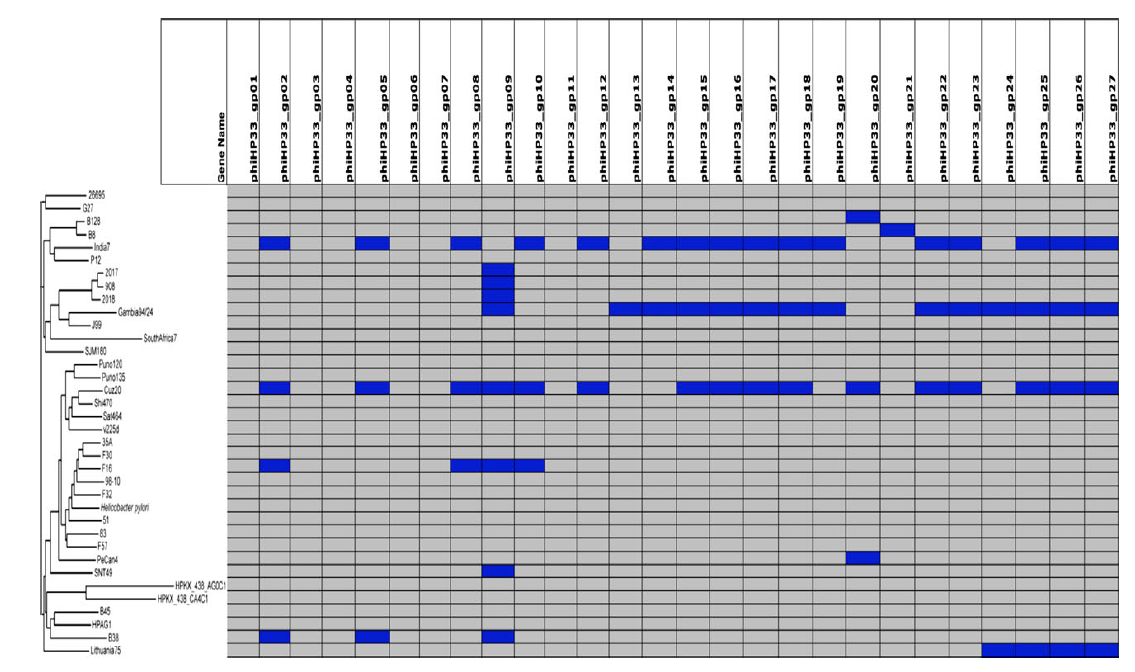 Gene Name
phiHP33_gp01
phiHP33_gp02
phiHP33_gp03
phiHP33_gp04
phiHP33_gp05
phiHP33_gp06
phiHP33_gp07
phiHP33_gp08
phiHP33_gp09
phiHP33_gp10
phiHP33_gp11
phiHP33_gp12
phiHP33_gp13
phiHP33_gp14
phiHP33_gp15
phiHP33_gp16
phiHP33_gp17
phiHP33_gp18
phiHP33_gp19
phiHP33_gp20
phiHP33_gp21
phiHP33_gp22
phiHP33_gp23
phiHP33_gp24
phiHP33_gp25
phiHP33_gp26
phiHP33_gp27
26695
G27
B128
B8
India7
P12
2017
908
2018
Gambia94/24
J99
SouthAfrica7
SJM180
Puno120
Puno135
Cuz20
Shi470
Sat464
v225d
35A
F30
F16
98-10
F32
Helicobacter pylori
51
83
F57
PeCan4
SNT49
HPKX_438_AG0C1
HPKX_438_CA4C1
B45
HPAG1
B38
Lithuania75